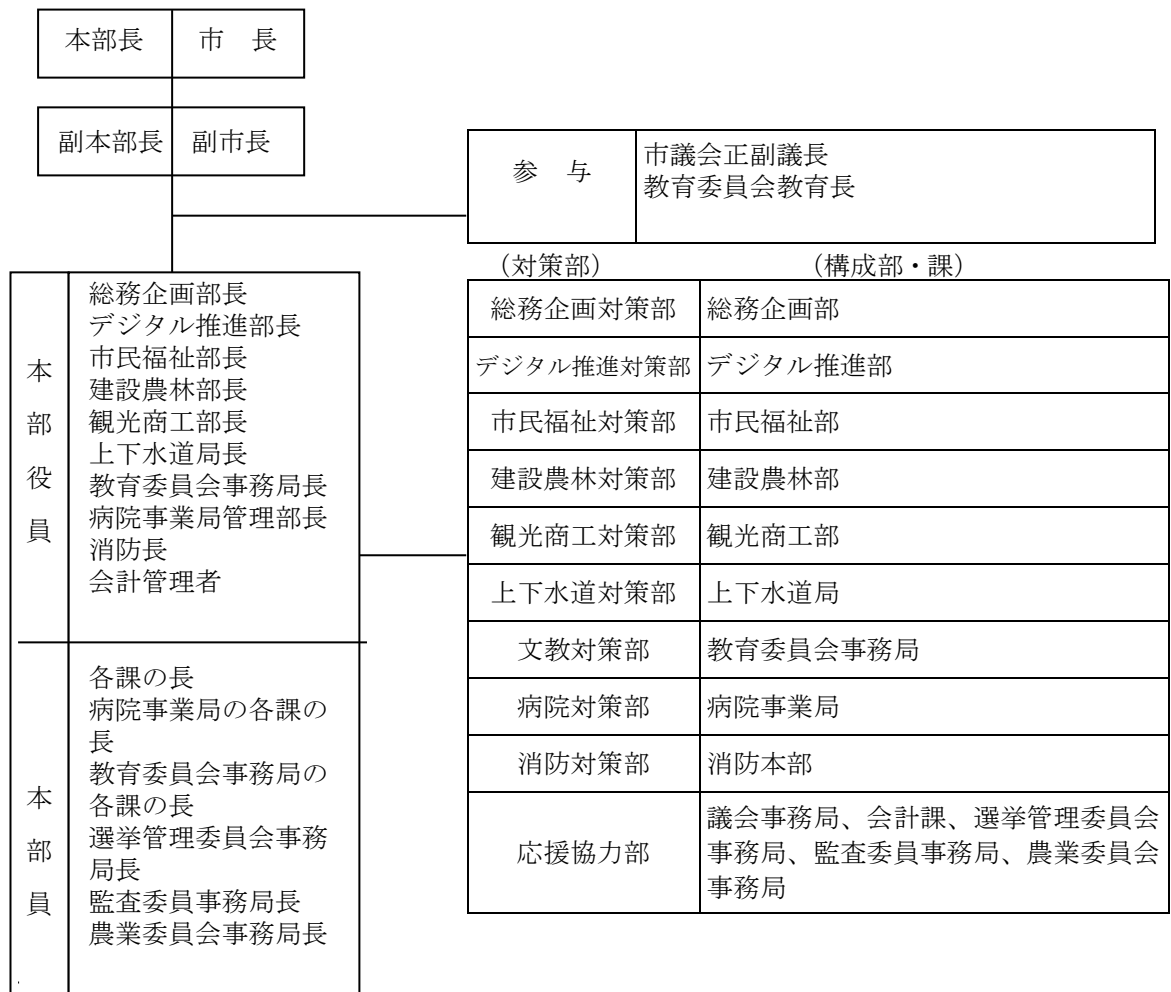 本部長 市　長
副本部長 副市長
参　与
市議会正副議長
教育委員会教育長
本部役員
総務企画部長
デジタル推進部長
市民福祉部長
建設農林部長
観光商工部長
上下水道局長
教育委員会事務局長
病院事業局管理部長
消防長
会計管理者
本部員
各課の長
病院事業局の各課の
長
教育委員会事務局の
各課の長
選挙管理委員会事務
局長
監査委員事務局長
農業委員会事務局長
（対策部） （構成部・課）
総務企画対策部 総務企画部
デジタル推進対策部 デジタル推進部
市民福祉対策部 市民福祉部
建設農林対策部 建設農林部
観光商工対策部 観光商工部
上下水道対策部 上下水道局
文教対策部 教育委員会事務局
病院対策部 病院事業局
消防対策部 消防本部
応援協力部
議会事務局、会計課、選挙管理委員会
事務局、監査委員事務局、農業委員会
事務局